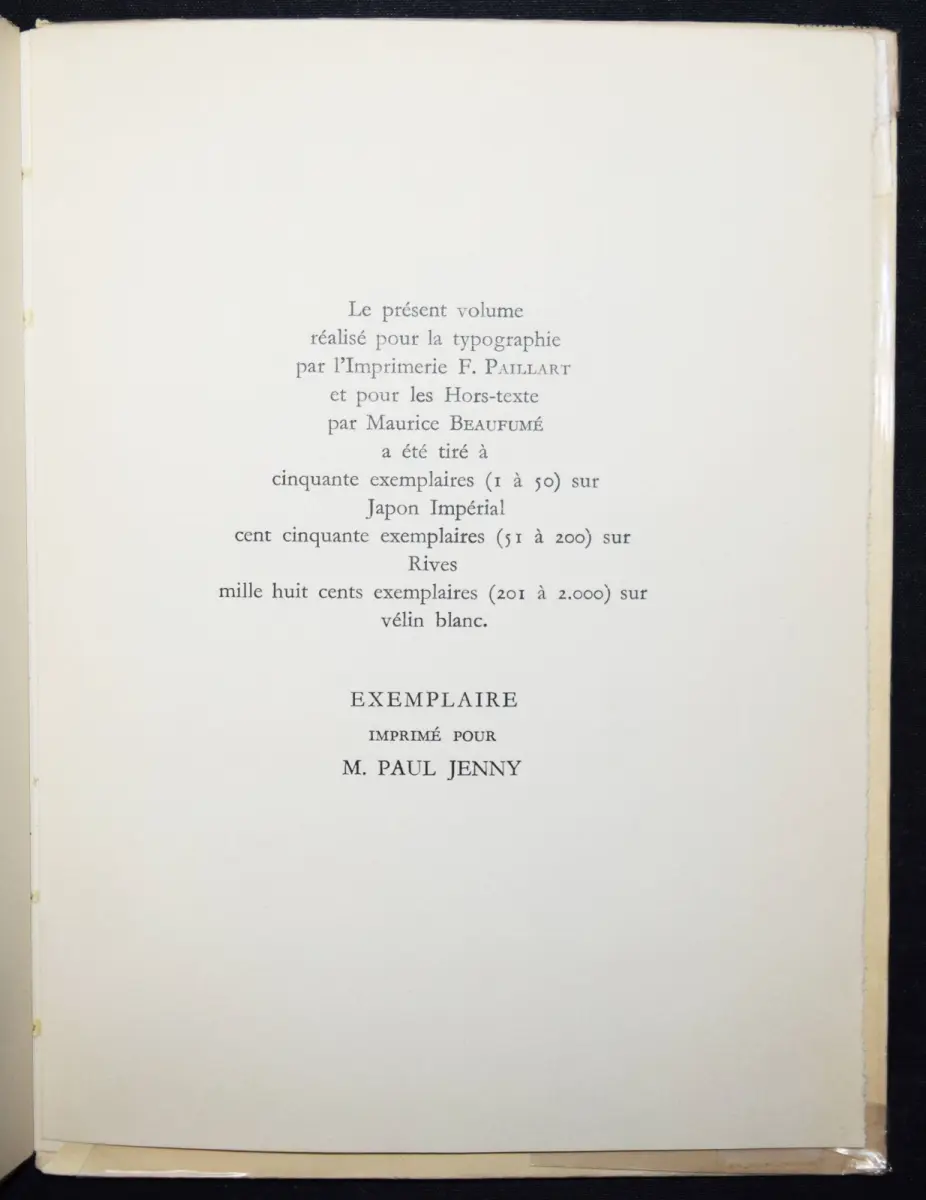 Le présent volume
réalisé pour la typographie
par l'Imprimerie F. PAILLART
et pour les Hors-texte
par Maurice BEAUFUMÉ
a été tiré à
cinquante exemplaires (1 à 50) sur
Japon Impérial
cent cinquante exemplaires (51 à 200) sur
Rives
mille huit cents exemplaires (201 à 2.000) sur
vélin blanc.
EXEMPLAIRE
IMPRIMÉ POUR
M. PAUL JENNY